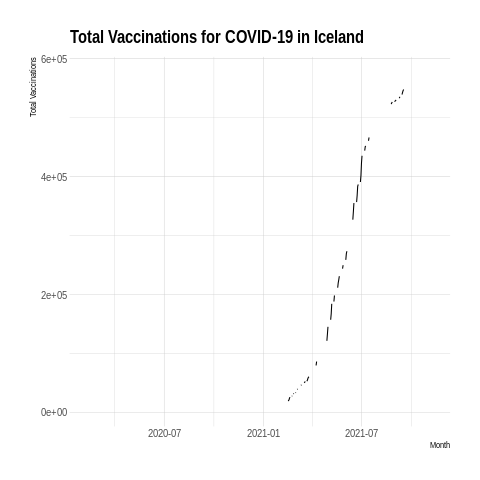 Total Vaccinations for COVID-19 in Iceland
Total Vaccinations
6e+05
4e+05
2e+05
0e+00
2020-07
2021-01
2021-07
Month